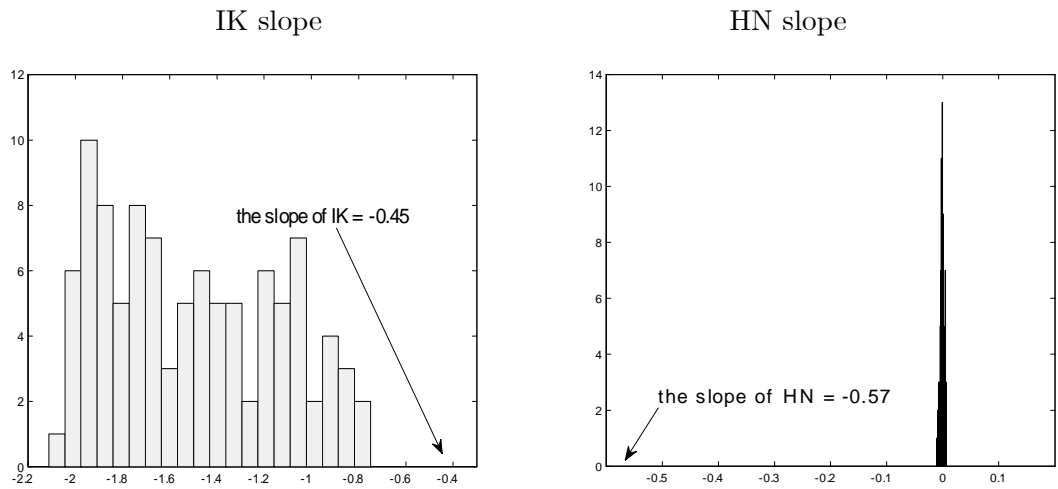 IK slope
HN slope
12
10
8
6
4
2
0
the slope of IK = -0.45
-2.2 -2 -1.8 -1.6 -1.4 -1.2 -1 -0.8 -0.6 -0.4
14
12
10
8
6
4
2
0
the slope of HN = -0.57
-0.5 -0.4 -0.3 -0.2 -0.1 0 0.1